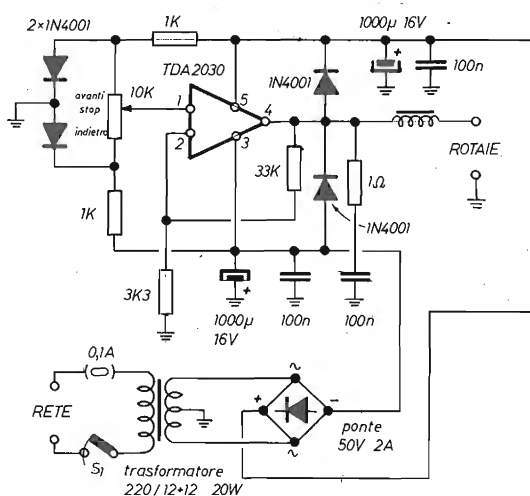 2×1N4001
1K
1000µ 16V
+
100n
TDA2030
1N4001
10K
avanti
stop
indietro
1
2
5
4
3
33K
1Ω
ROTAIE
1N4001
1K
3K3
+
1000µ
16V
100n
100n
0,1A
RETE
S1
trasformatore
220/12+12 20W
~
+
−
~
ponte
50V 2A